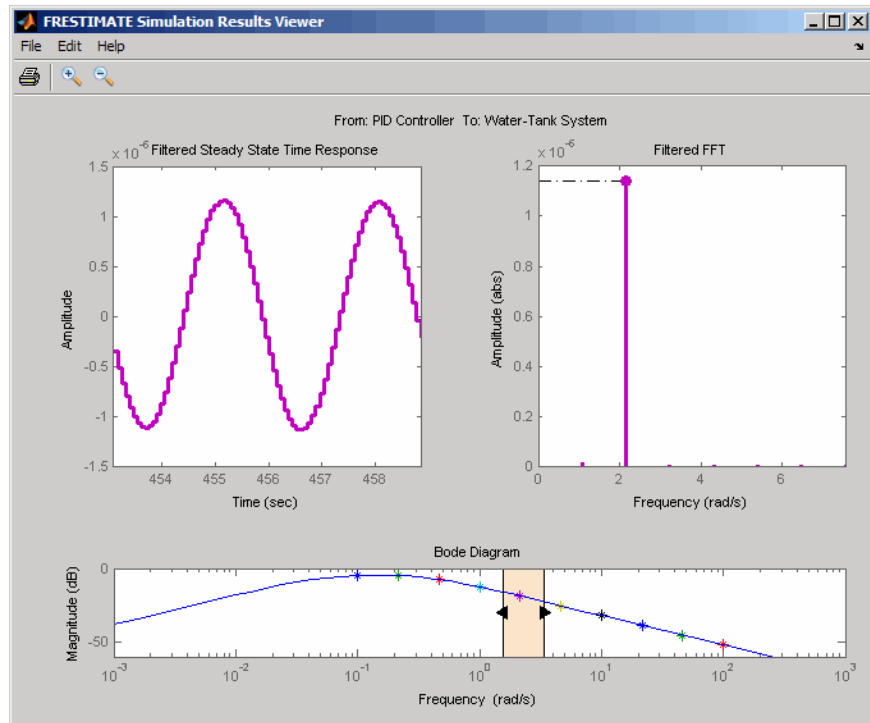 FRESTIMATE Simulation Results Viewer
File Edit Help
From: PID Controller To: Water-Tank System
× 10^-6 Filtered Steady State Time Response
1.5
1
0.5
0
-0.5
-1
-1.5
Amplitude
454 455 456 457 458
Time (sec)
× 10^-6
Filtered FFT
1.2
1
0.8
0.6
0.4
0.2
0
Amplitude (abs)
0 2 4 6
Frequency (rad/s)
Bode Diagram
0
-50
Magnitude (dB)
10^-3 10^-2 10^-1 10^0 10^1 10^2 10^3
Frequency (rad/s)